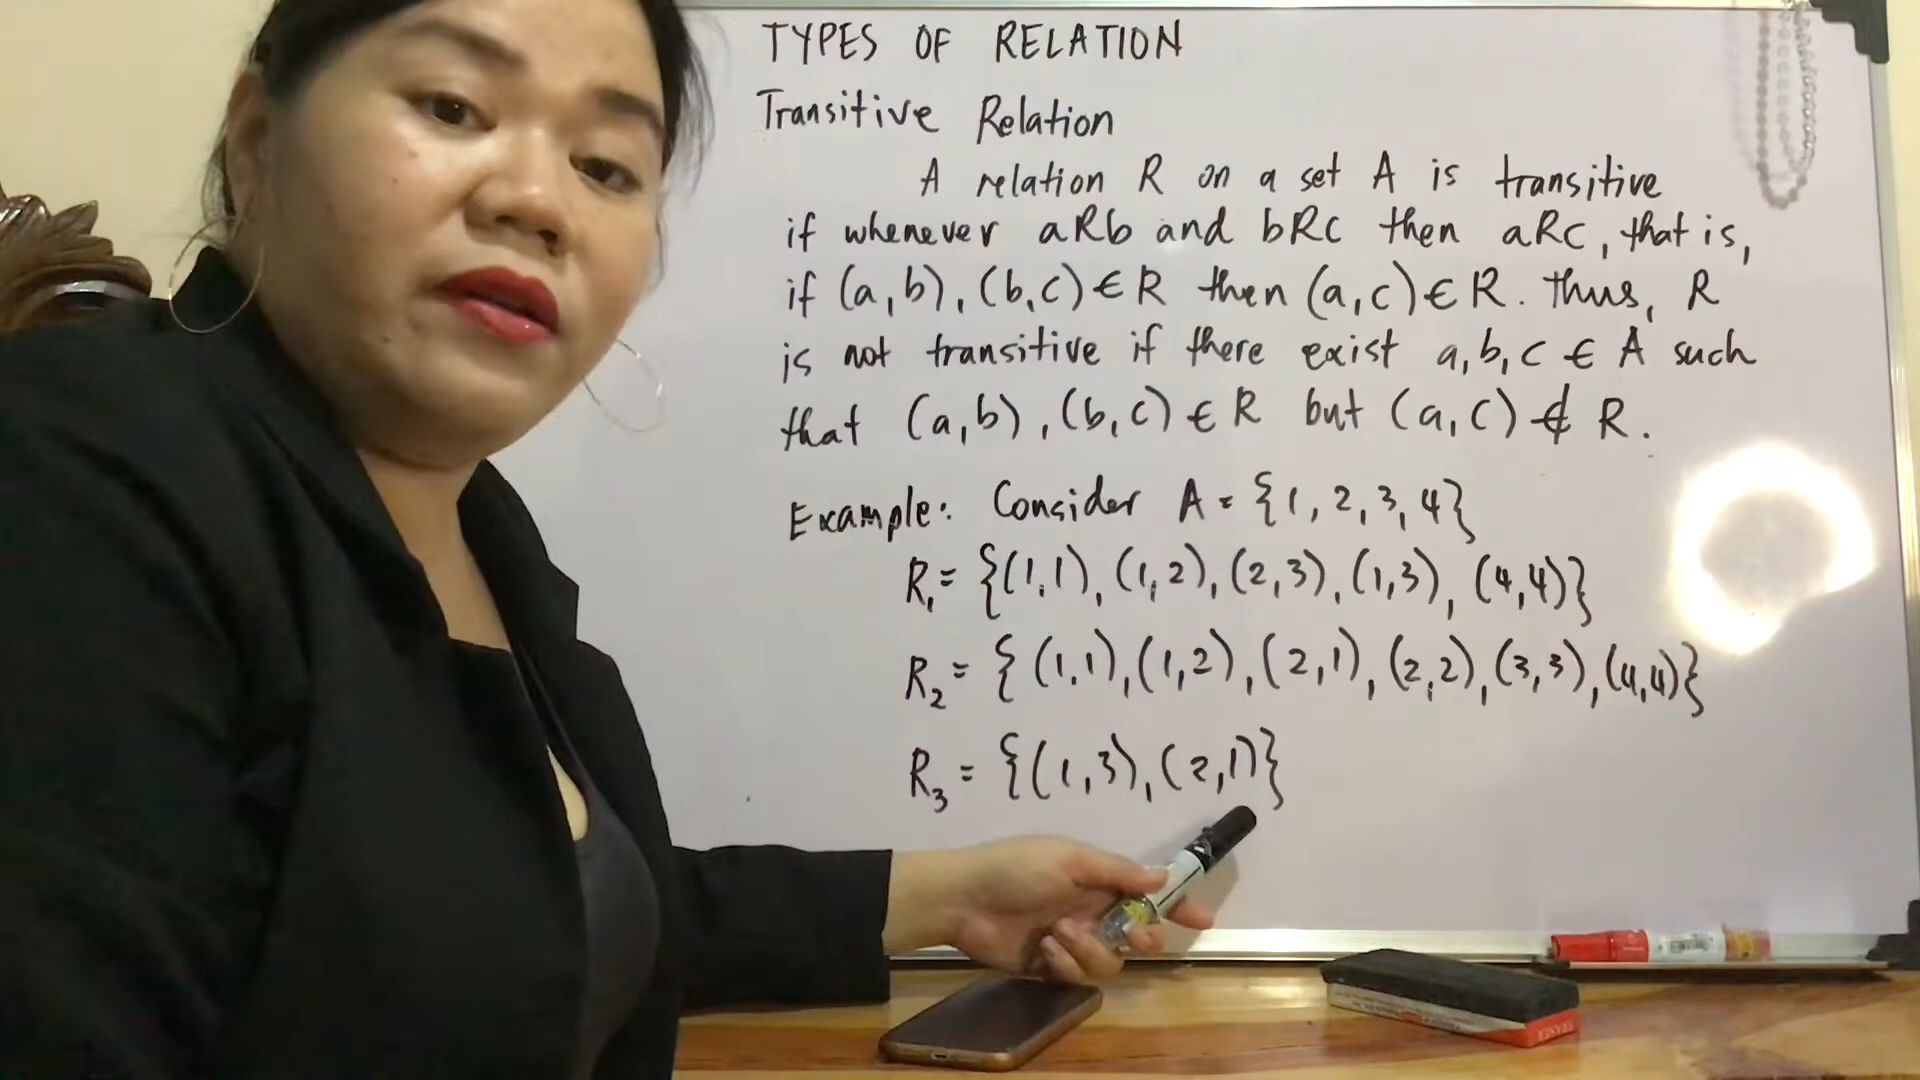 TYPES OF RELATION
Transitive Relation
A relation R on a set A is transitive
if whenever aRb and bRc then aRc, that is,
if (a,b), (b,c) ∈ R then (a,c) ∈ R. Thus, R
is not transitive if there exist a,b,c ∈ A such
that (a,b), (b,c) ∈ R but (a,c) ∉ R.
Example: Consider A = {1, 2, 3, 4}
R₁ = {(1,1), (1,2), (2,3), (1,3), (4,4)}
R₂ = {(1,1), (1,2), (2,1), (2,2), (3,3), (4,4)}
R₃ = {(1,3), (2,1)}